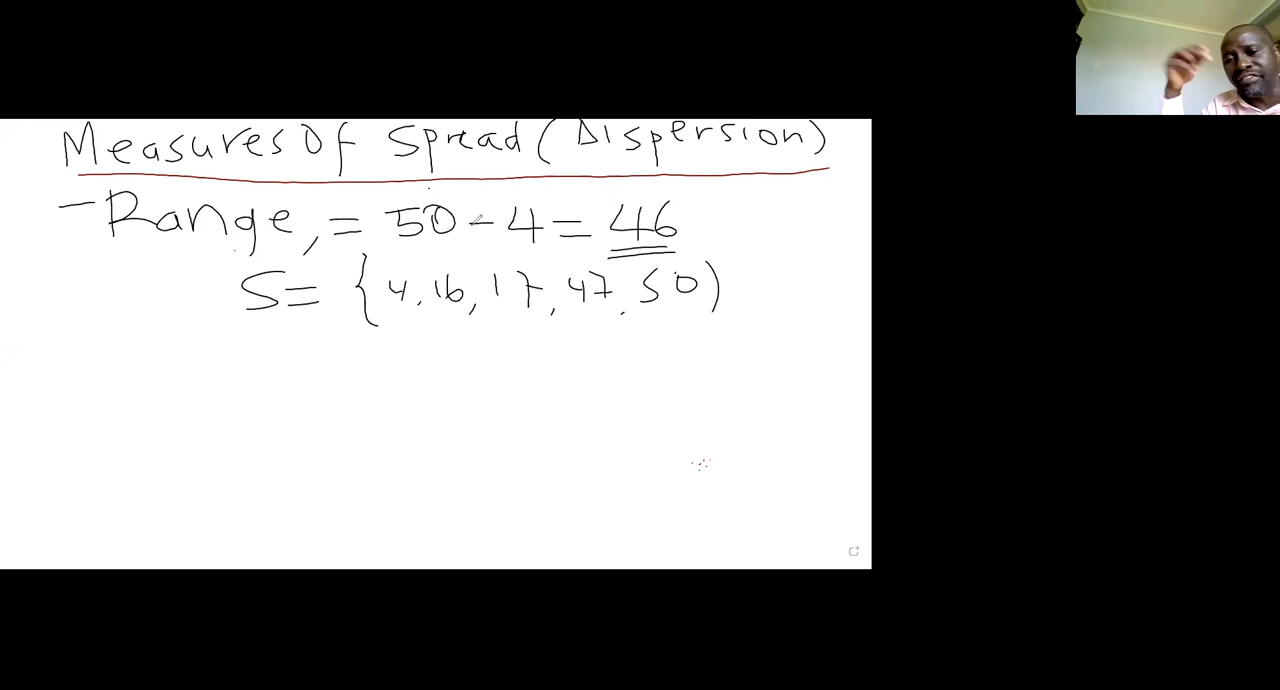 Measures Of Spread (Dispersion)
- Range, = 50 - 4 = 46
S = { 4, 16, 17, 47, 50 )